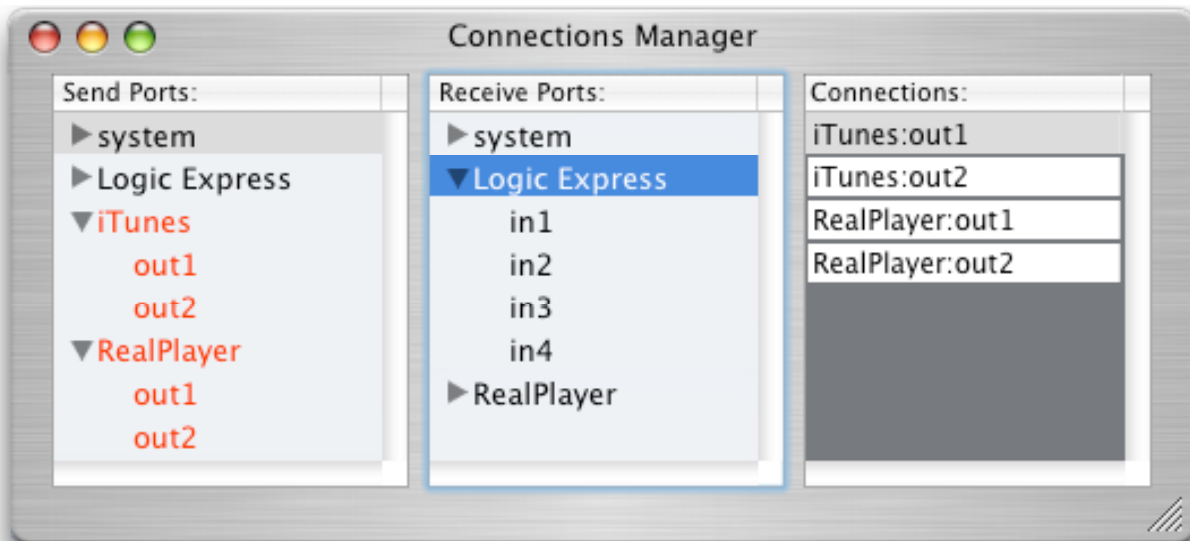 Connections Manager
Send Ports:
system
Logic Express
iTunes
out1
out2
RealPlayer
out1
out2
Receive Ports:
system
Logic Express
in1
in2
in3
in4
RealPlayer
Connections:
iTunes:out1
iTunes:out2
RealPlayer:out1
RealPlayer:out2